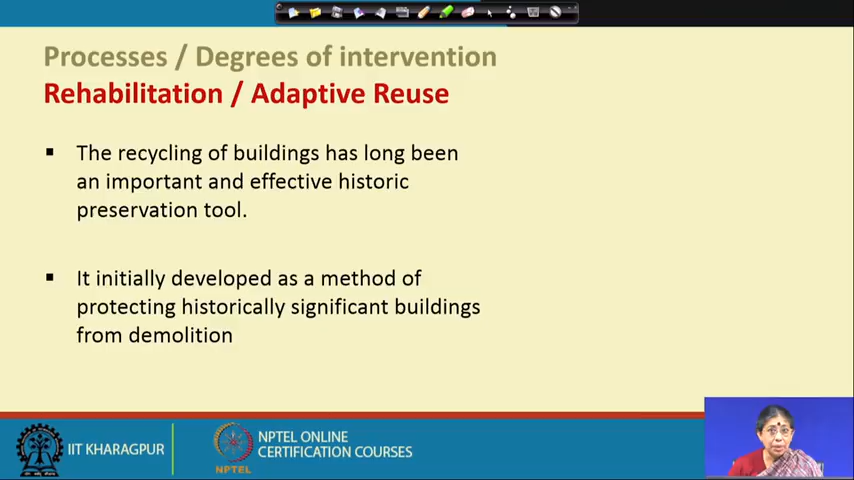 Processes / Degrees of intervention
Rehabilitation / Adaptive Reuse
▪ The recycling of buildings has long been
an important and effective historic
preservation tool.
▪ It initially developed as a method of
protecting historically significant buildings
from demolition
IIT KHARAGPUR
NPTEL
NPTEL ONLINE
CERTIFICATION COURSES